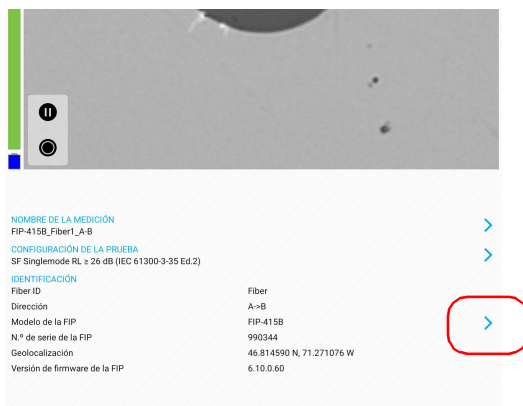 NOMBRE DE LA MEDICIÓN
FIP-415B_Fiber1_A-B
CONFIGURACIÓN DE LA PRUEBA
SF Singlemode RL ≥ 26 dB (IEC 61300-3-35 Ed.2)
IDENTIFICACIÓN
Fiber ID Fiber
Dirección A->B
Modelo de la FIP FIP-415B
N.º de serie de la FIP 990344
Geolocalización 46.814590 N, 71.271076 W
Versión de firmware de la FIP 6.10.0.60